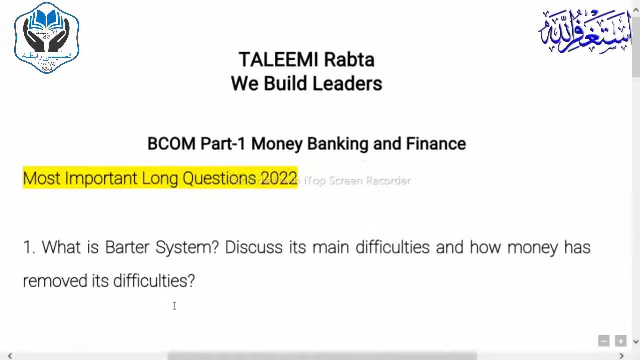 استغفر الله
TALEEMI Rabta
We Build Leaders
BCOM Part-1 Money Banking and Finance
Most Important Long Questions 2022
iTop Screen Recorder
1. What is Barter System? Discuss its main difficulties and how money has
removed its difficulties?